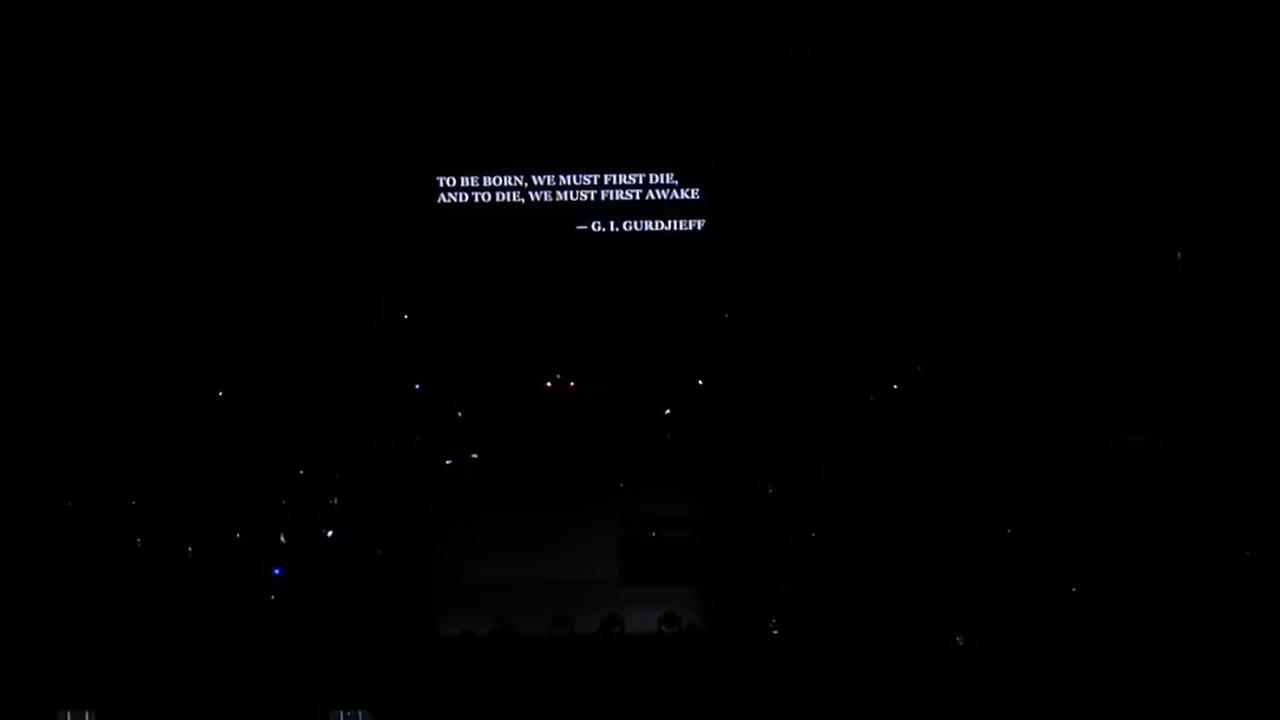 TO BE BORN, WE MUST FIRST DIE,
AND TO DIE, WE MUST FIRST AWAKE
— G. I. GURDJIEFF